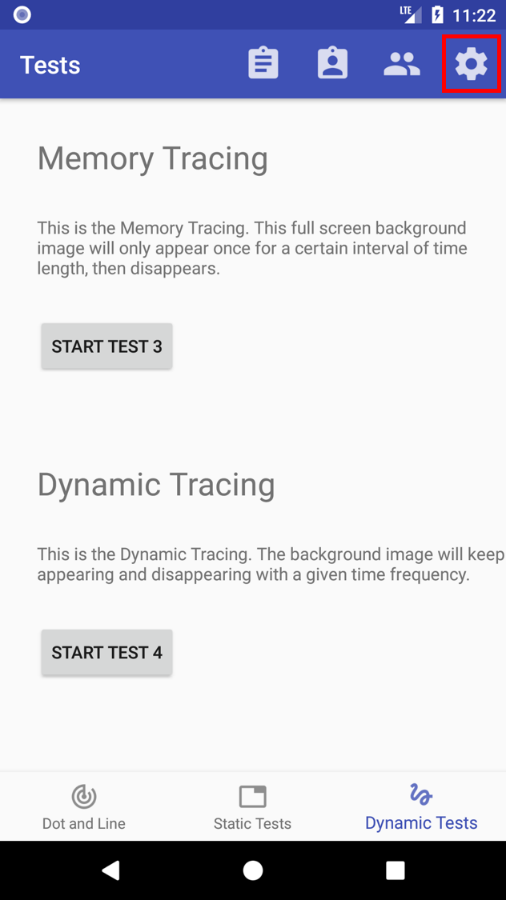 LTE 11:22
Tests
Memory Tracing
This is the Memory Tracing. This full screen background
image will only appear once for a certain interval of time
length, then disappears.
START TEST 3
Dynamic Tracing
This is the Dynamic Tracing. The background image will keep
appearing and disappearing with a given time frequency.
START TEST 4
Dot and Line Static Tests Dynamic Tests